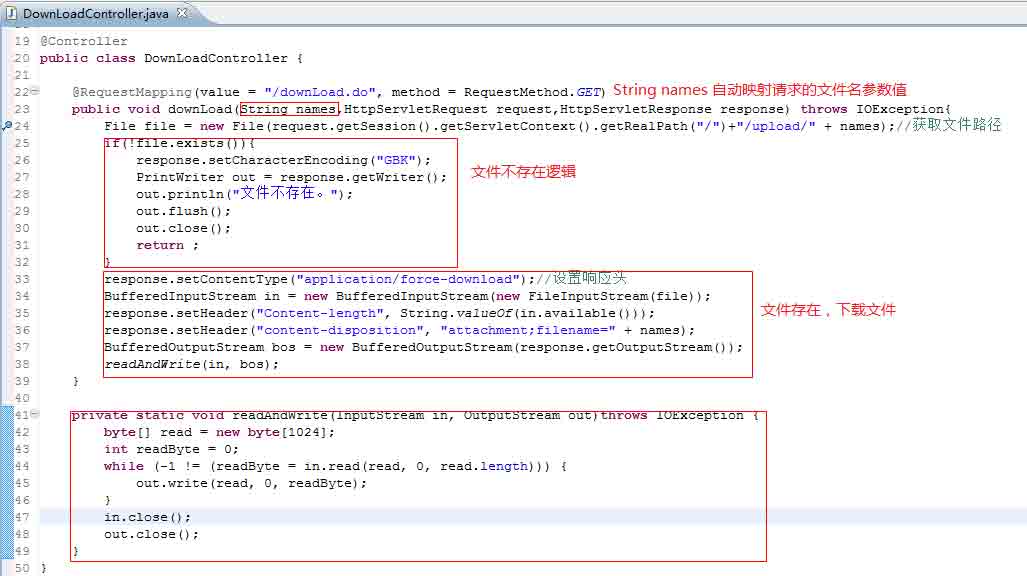 DownLoadController.java
19 @Controller
20 public class DownLoadController {
21
22 @RequestMapping(value = "/downLoad.do", method = RequestMethod.GET) String names 自动映射请求的文件名参数值
23 public void downLoad(String names,HttpServletRequest request,HttpServletResponse response) throws IOException{
24 File file = new File(request.getSession().getServletContext().getRealPath("/")+"/upload/" + names);//获取文件路径
25 if(!file.exists()){
26 response.setCharacterEncoding("GBK");
27 PrintWriter out = response.getWriter(); 文件不存在逻辑
28 out.println("文件不存在。");
29 out.flush();
30 out.close();
31 return ;
32 }
33 response.setContentType("application/force-download");//设置响应头
34 BufferedInputStream in = new BufferedInputStream(new FileInputStream(file));
35 response.setHeader("Content-length", String.valueOf(in.available())); 文件存在，下载文件
36 response.setHeader("content-disposition", "attachment;filename=" + names);
37 BufferedOutputStream bos = new BufferedOutputStream(response.getOutputStream());
38 readAndWrite(in, bos);
39 }
40
41 private static void readAndWrite(InputStream in, OutputStream out)throws IOException {
42 byte[] read = new byte[1024];
43 int readByte = 0;
44 while (-1 != (readByte = in.read(read, 0, read.length))) {
45 out.write(read, 0, readByte);
46 }
47 in.close();
48 out.close();
49 }
50 }